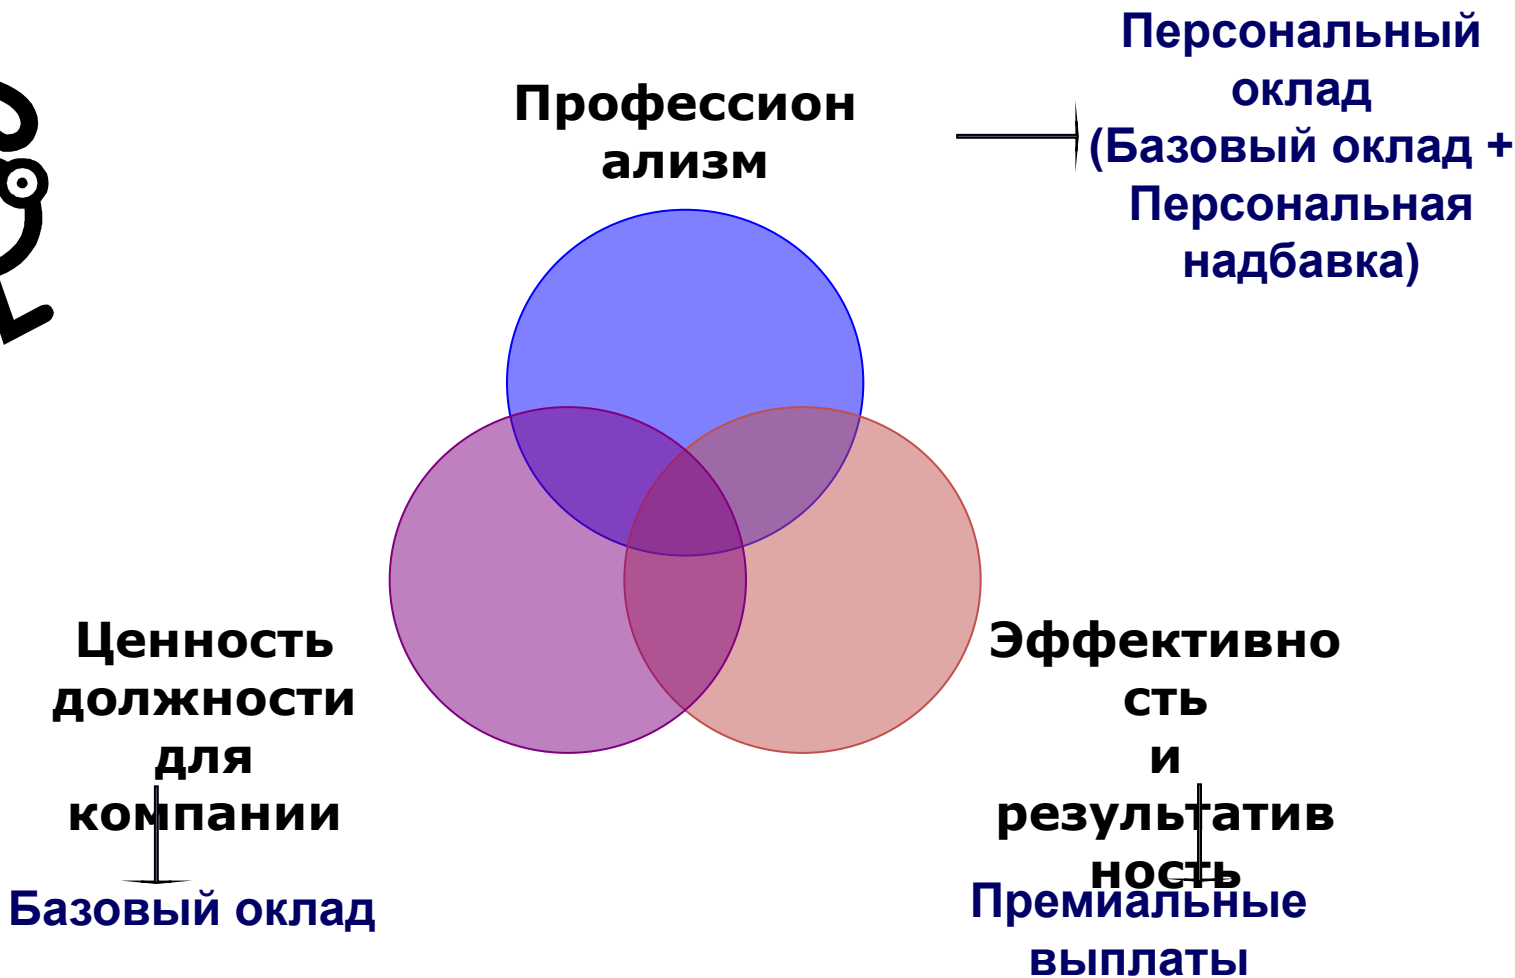 Персональный
оклад
(Базовый оклад +
Персональная
надбавка)
Профессион
ализм
Ценность
должности
для
компании
Базовый оклад
Эффективно
сть
и
результатив
ность
Премиальные
выплаты